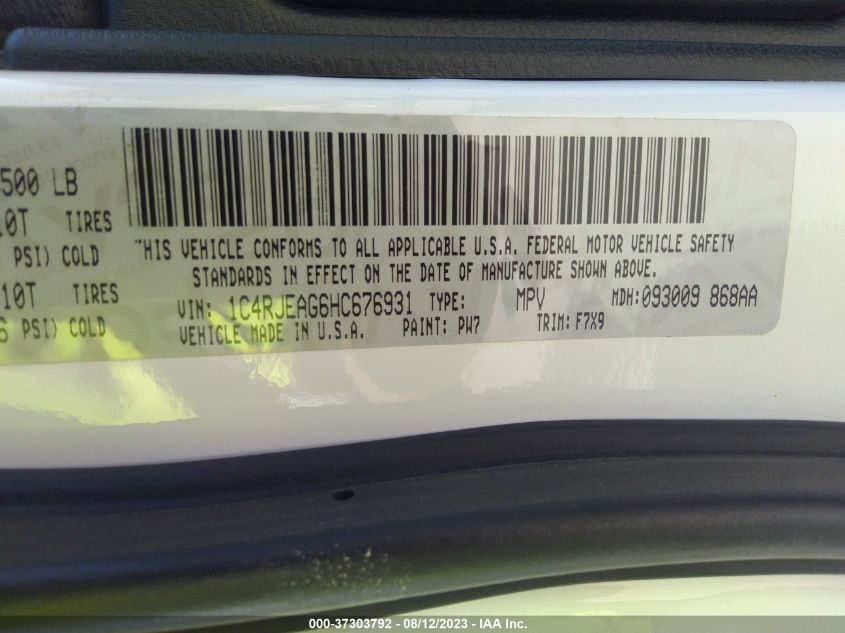 500 LB
10T TIRES
PSI) COLD
10T TIRES
PSI) COLD
THIS VEHICLE CONFORMS TO ALL APPLICABLE U.S.A. FEDERAL MOTOR VEHICLE SAFETY
STANDARDS IN EFFECT ON THE DATE OF MANUFACTURE SHOWN ABOVE.
VIN: 1C4RJEAG6HC676931 TYPE: MPV MDH:093009 868AA
VEHICLE MADE IN U.S.A. PAINT: PW7 TRIM: F7X9
000-37303792 - 08/12/2023 - IAA Inc.